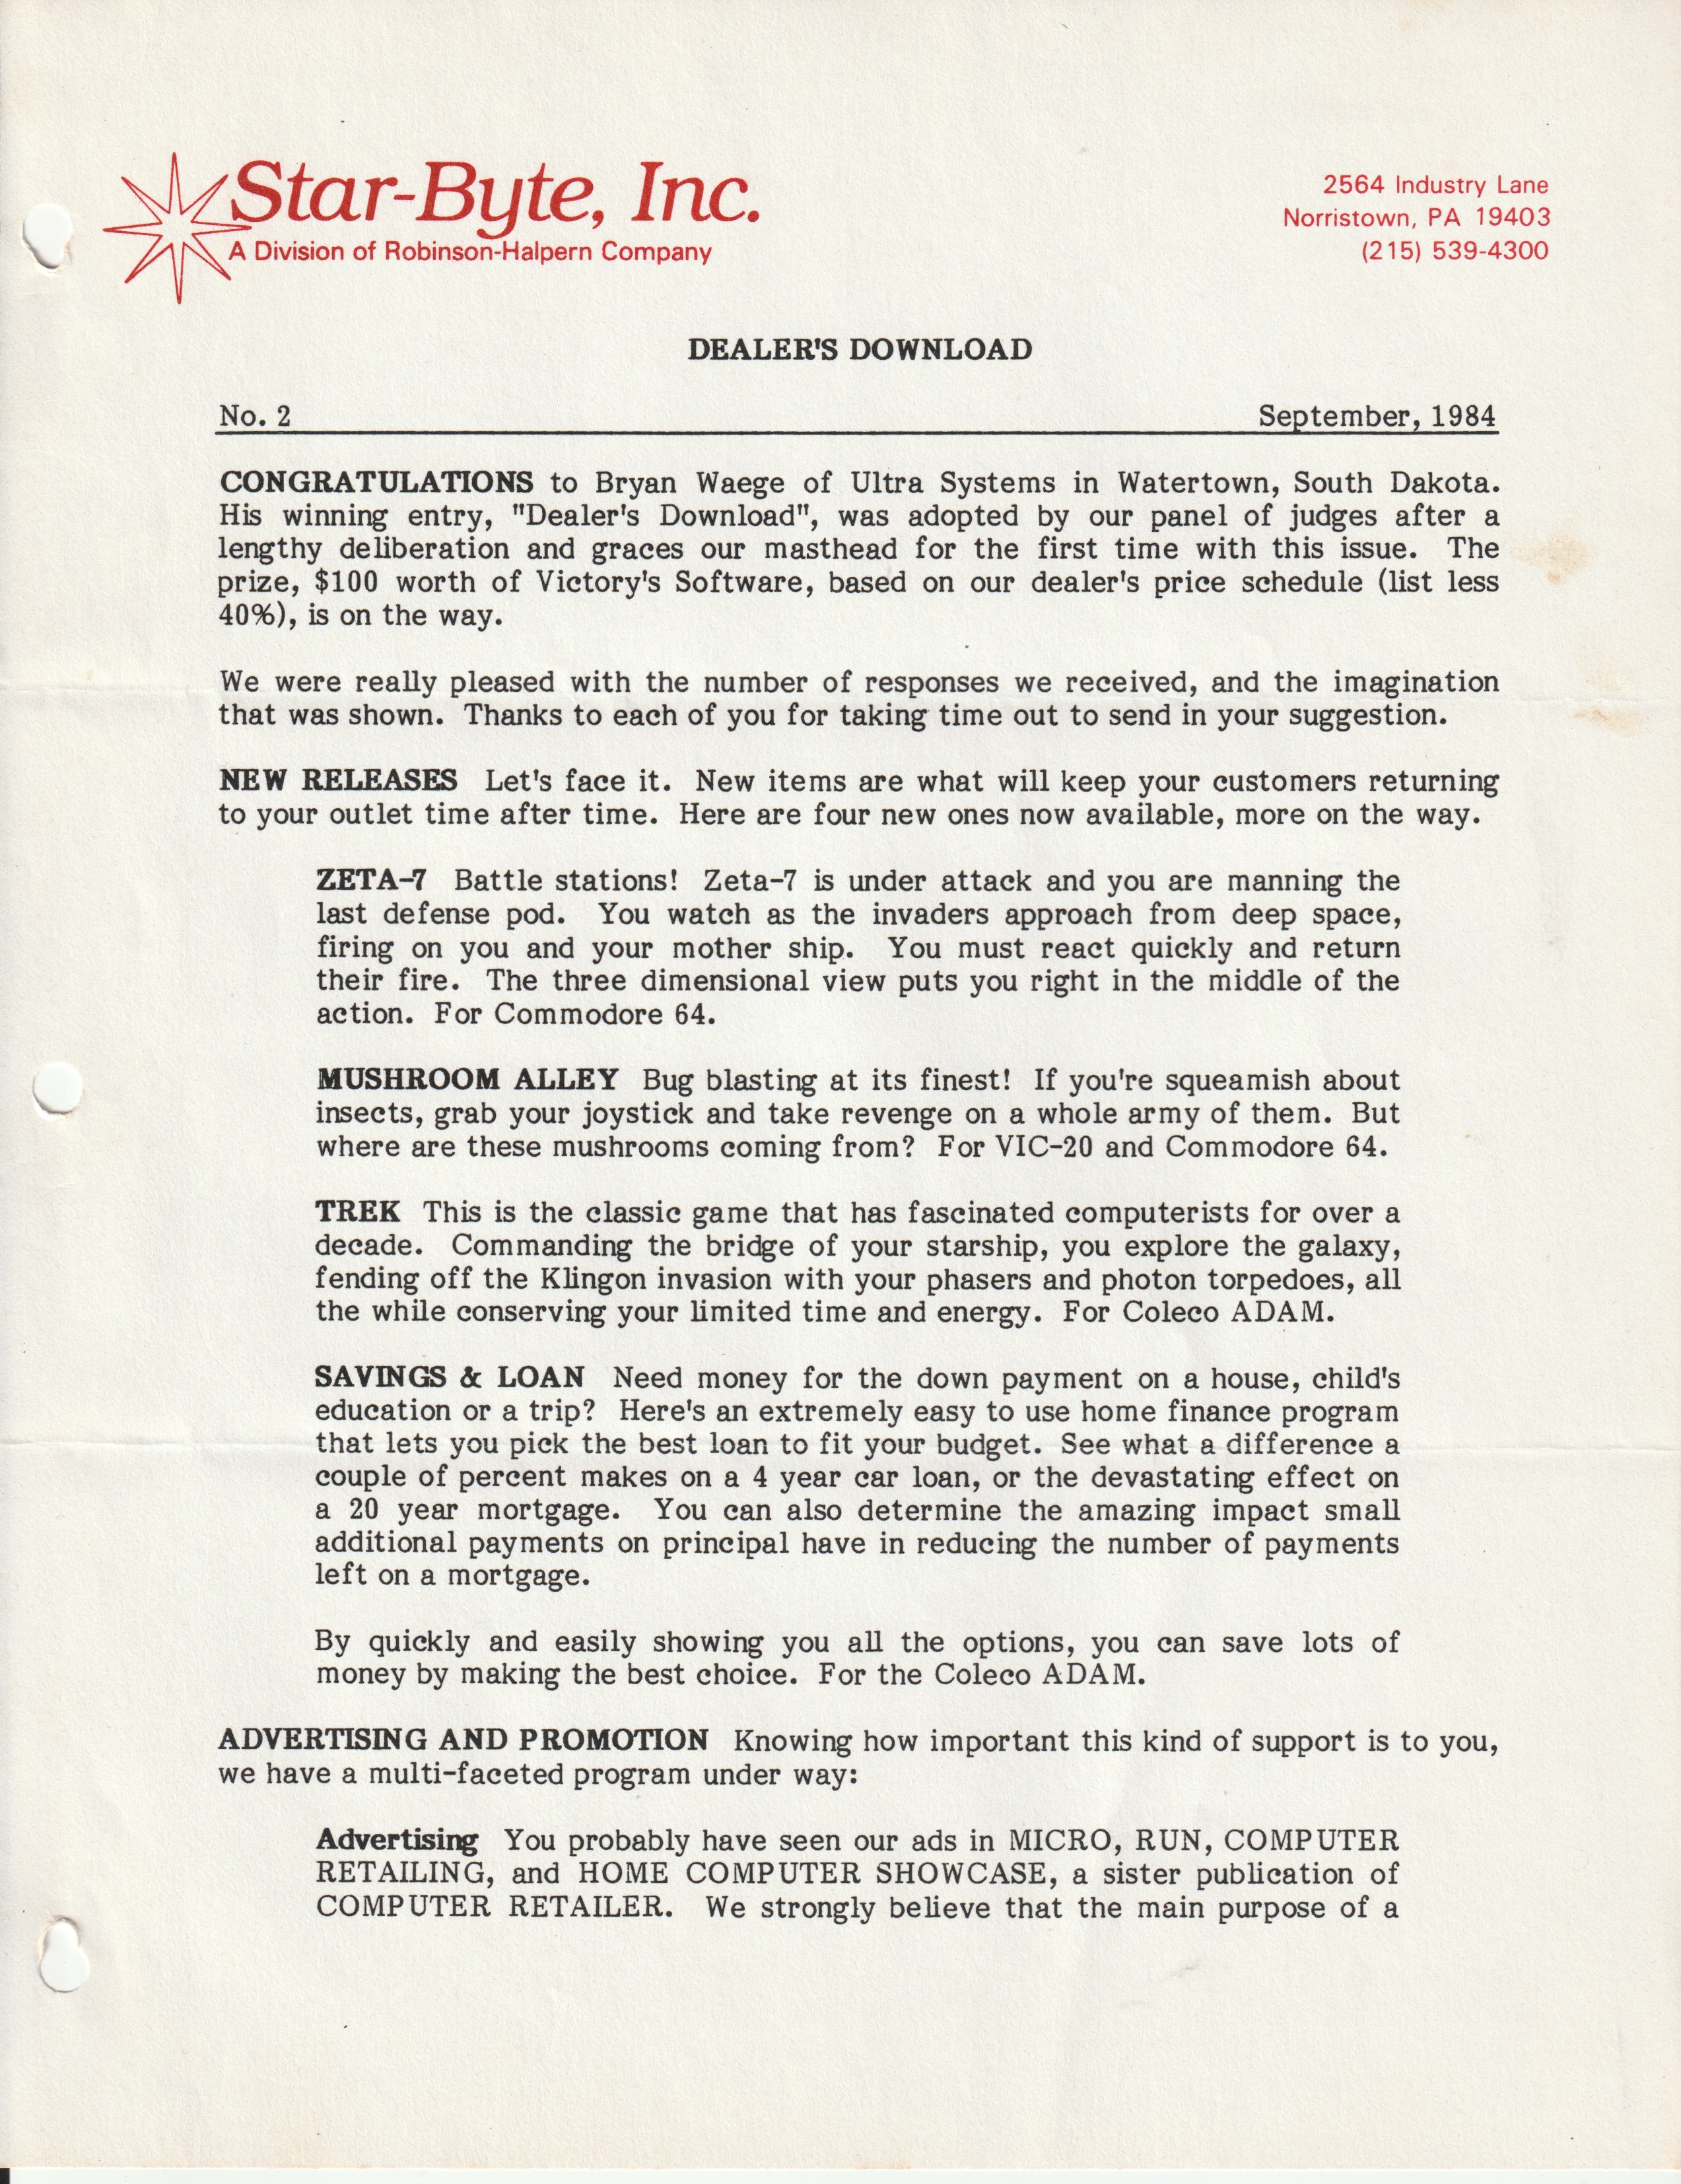 Star-Byte, Inc.
A Division of Robinson-Halpern Company
2564 Industry Lane
Norristown, PA 19403
(215) 539-4300
DEALER'S DOWNLOAD
No. 2 September, 1984
CONGRATULATIONS to Bryan Waege of Ultra Systems in Watertown, South Dakota.
His winning entry, "Dealer's Download", was adopted by our panel of judges after a
lengthy deliberation and graces our masthead for the first time with this issue. The
prize, $100 worth of Victory's Software, based on our dealer's price schedule (list less
40%), is on the way.
We were really pleased with the number of responses we received, and the imagination
that was shown. Thanks to each of you for taking time out to send in your suggestion.
NEW RELEASES Let's face it. New items are what will keep your customers returning
to your outlet time after time. Here are four new ones now available, more on the way.
ZETA-7 Battle stations! Zeta-7 is under attack and you are manning the
last defense pod. You watch as the invaders approach from deep space,
firing on you and your mother ship. You must react quickly and return
their fire. The three dimensional view puts you right in the middle of the
action. For Commodore 64.
MUSHROOM ALLEY Bug blasting at its finest! If you're squeamish about
insects, grab your joystick and take revenge on a whole army of them. But
where are these mushrooms coming from? For VIC-20 and Commodore 64.
TREK This is the classic game that has fascinated computerists for over a
decade. Commanding the bridge of your starship, you explore the galaxy,
fending off the Klingon invasion with your phasers and photon torpedoes, all
the while conserving your limited time and energy. For Coleco ADAM.
SAVINGS & LOAN Need money for the down payment on a house, child's
education or a trip? Here's an extremely easy to use home finance program
that lets you pick the best loan to fit your budget. See what a difference a
couple of percent makes on a 4 year car loan, or the devastating effect on
a 20 year mortgage. You can also determine the amazing impact small
additional payments on principal have in reducing the number of payments
left on a mortgage.
By quickly and easily showing you all the options, you can save lots of
money by making the best choice. For the Coleco ADAM.
ADVERTISING AND PROMOTION Knowing how important this kind of support is to you,
we have a multi-faceted program under way:
Advertising You probably have seen our ads in MICRO, RUN, COMPUTER
RETAILING, and HOME COMPUTER SHOWCASE, a sister publication of
COMPUTER RETAILER. We strongly believe that the main purpose of a